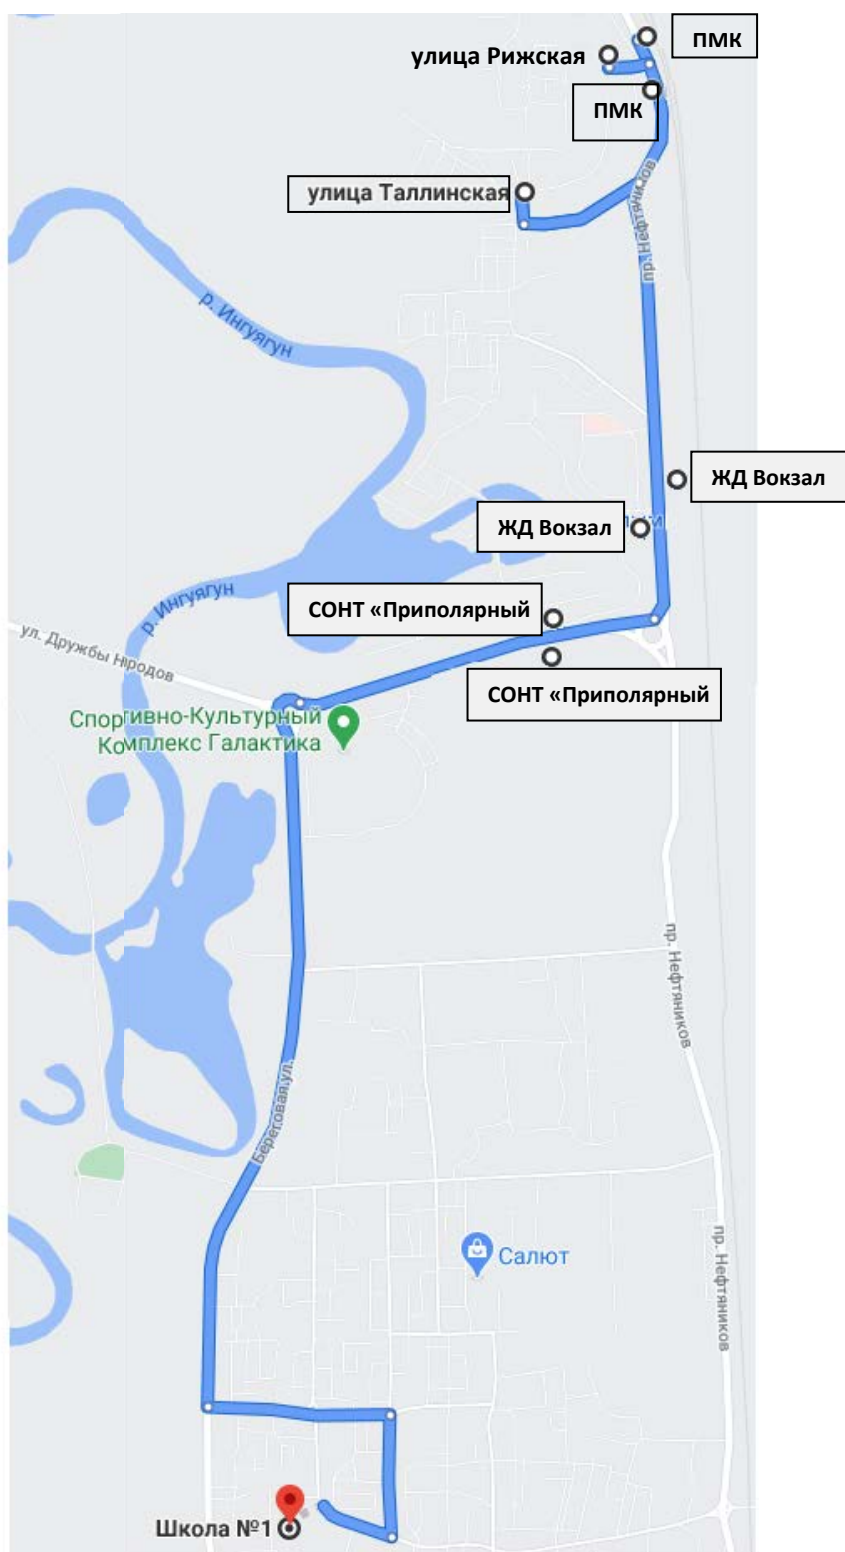 ПМК
улица Рижская
ПМК
улица Таллинская
пр. Нефтяников
р. Ингуягун
ЖД Вокзал
ЖД Вокзал
р. Ингуягун
СОНТ «Приполярный
ул. Дружбы Народов
СОНТ «Приполярный
Спортивно-Культурный
Комплекс Галактика
пр. Нефтяников
Береговая ул.
Салют
пр. Нефтяников
Школа №1